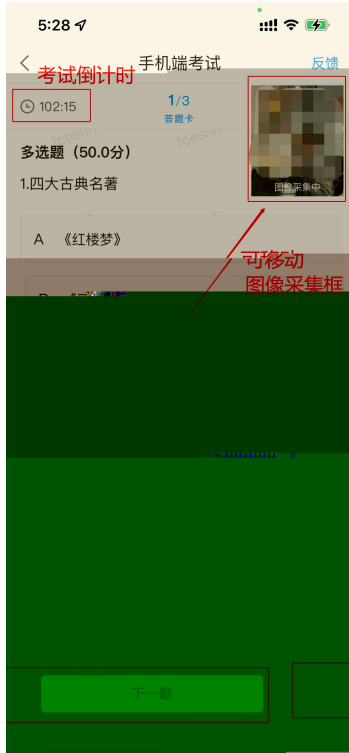 5:28
手机端考试
反馈
考试倒计时
102:15
1/3
答题卡
图像采集中
多选题（50.0分）
1.四大古典名著
A 《红楼梦》
可移动
图像采集框
下一题